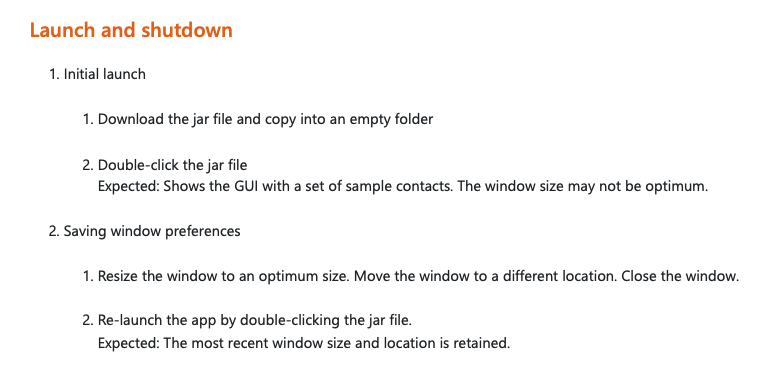 Launch and shutdown
1. Initial launch
1. Download the jar file and copy into an empty folder
2. Double-click the jar file
Expected: Shows the GUI with a set of sample contacts. The window size may not be optimum.
2. Saving window preferences
1. Resize the window to an optimum size. Move the window to a different location. Close the window.
2. Re-launch the app by double-clicking the jar file.
Expected: The most recent window size and location is retained.